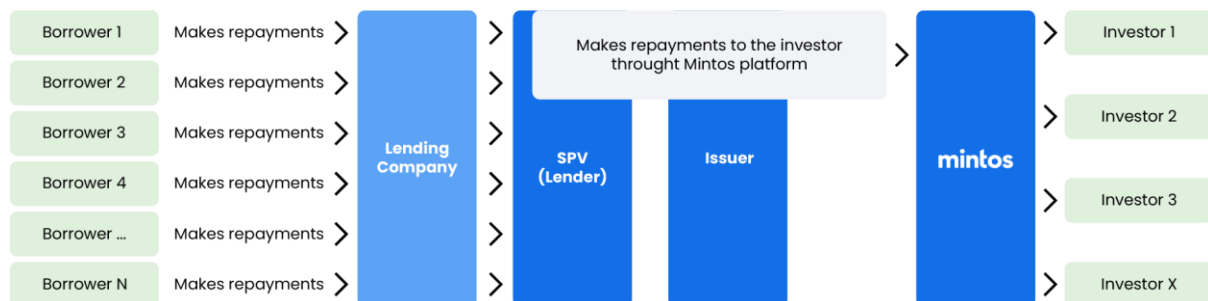 Borrower 1
Makes repayments
Borrower 2
Makes repayments
Borrower 3
Makes repayments
Borrower 4
Makes repayments
Borrower ...
Makes repayments
Borrower N
Makes repayments
Lending
Company
SPV
(Lender)
Makes repayments to the investor
throught Mintos platform
Issuer
mintos
Investor 1
Investor 2
Investor 3
Investor X